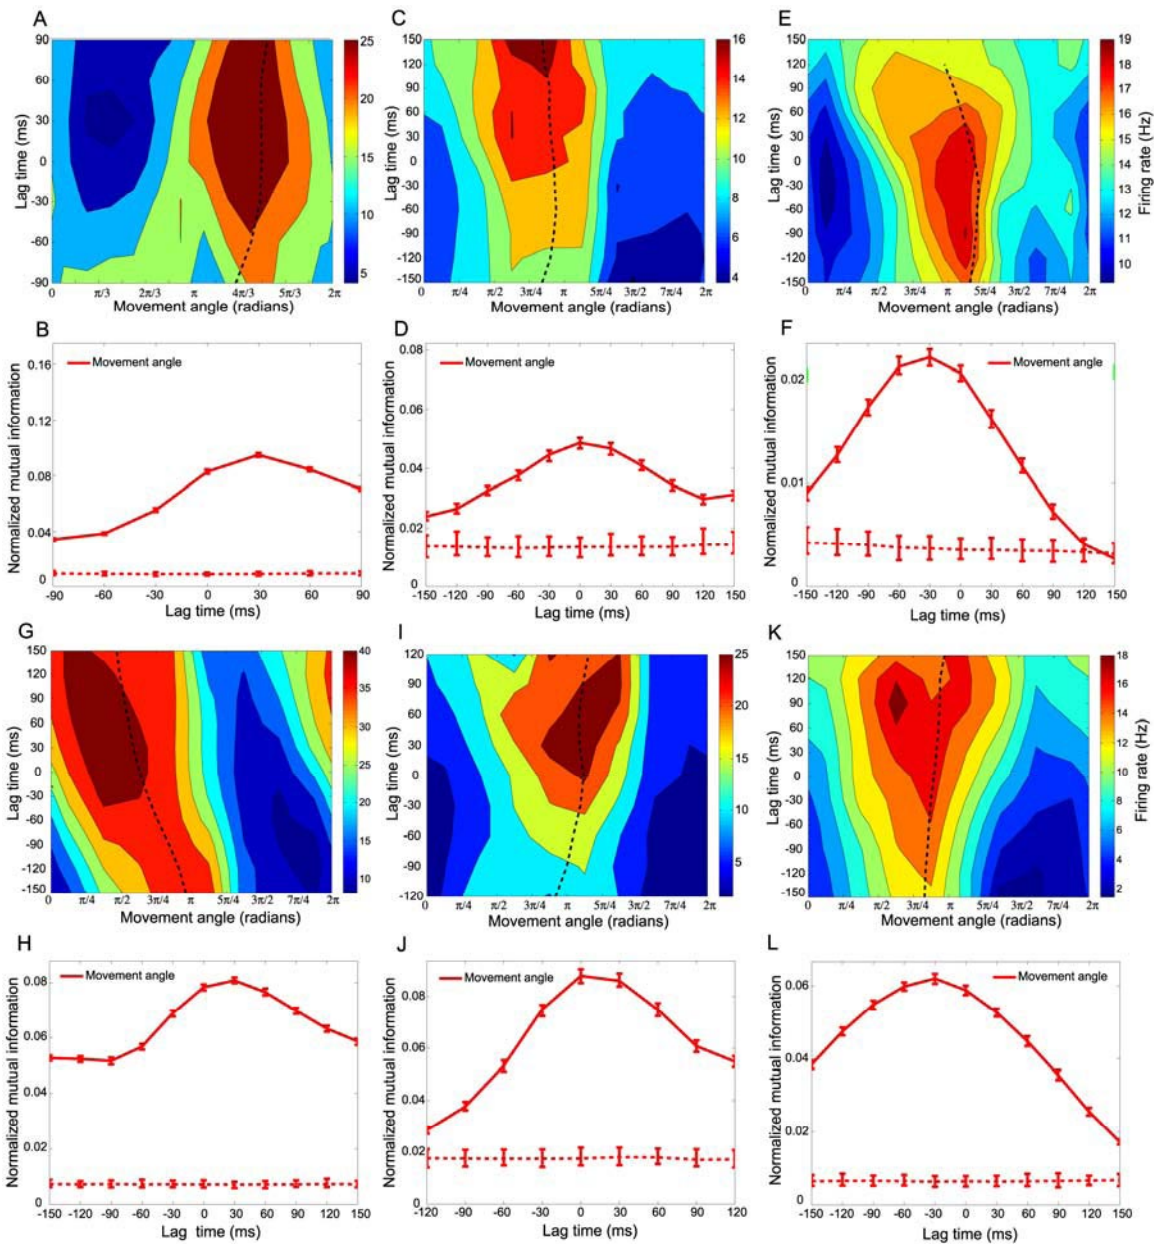 A
90
60
30
0
-30
-60
-90
Lag time (ms)
0 π/3 2π/3 π 4π/3 5π/3 2π
Movement angle (radians)
25
20
15
10
5
C
150
120
90
60
30
0
-30
-60
-90
-120
-150
Lag time (ms)
0 π/4 π/2 3π/4 π 5π/4 3π/2 7π/4 2π
Movement angle (radians)
16
14
12
10
8
6
4
E
150
120
90
60
30
0
-30
-60
-90
-120
-150
Lag time (ms)
0 π/4 π/2 3π/4 π 5π/4 3π/2 7π/4 2π
Movement angle (radians)
19
18
17
16
15
14
13
12
11
10
Firing rate (Hz)
B
Movement angle
0.16
0.12
0.08
0.04
0
Normalized mutual information
-90 -60 -30 0 30 60 90
Lag time (ms)
D
Movement angle
0.08
0.06
0.04
0.02
0
Normalized mutual information
-150 -120 -90 -60 -30 0 30 60 90 120 150
Lag time (ms)
F
Movement angle
0.02
0.01
0
Normalized mutual information
-150 -120 -90 -60 -30 0 30 60 90 120 150
Lag time (ms)
G
150
120
90
60
30
0
-30
-60
-90
-120
-150
Lag time (ms)
0 π/4 π/2 3π/4 π 5π/4 3π/2 7π/4 2π
Movement angle (radians)
40
35
30
25
20
15
10
I
120
90
60
30
0
-30
-60
-90
-120
Lag time (ms)
0 π/4 π/2 3π/4 π 5π/4 3π/2 7π/4 2π
Movement angle (radians)
25
20
15
10
5
K
150
120
90
60
30
0
-30
-60
-90
-120
-150
Lag time (ms)
0 π/4 π/2 3π/4 π 5π/4 3π/2 7π/4 2π
Movement angle (radians)
18
16
14
12
10
8
6
4
2
Firing rate (Hz)
H
Movement angle
0.08
0.06
0.04
0.02
0
Normalized mutual information
-150 -120 -90 -60 -30 0 30 60 90 120 150
Lag time (ms)
J
Movement angle
0.08
0.06
0.04
0.02
0
Normalized mutual information
-120 -90 -60 -30 0 30 60 90 120
Lag time (ms)
L
Movement angle
0.06
0.04
0.02
0
Normalized mutual information
-150 -120 -90 -60 -30 0 30 60 90 120 150
Lag time (ms)